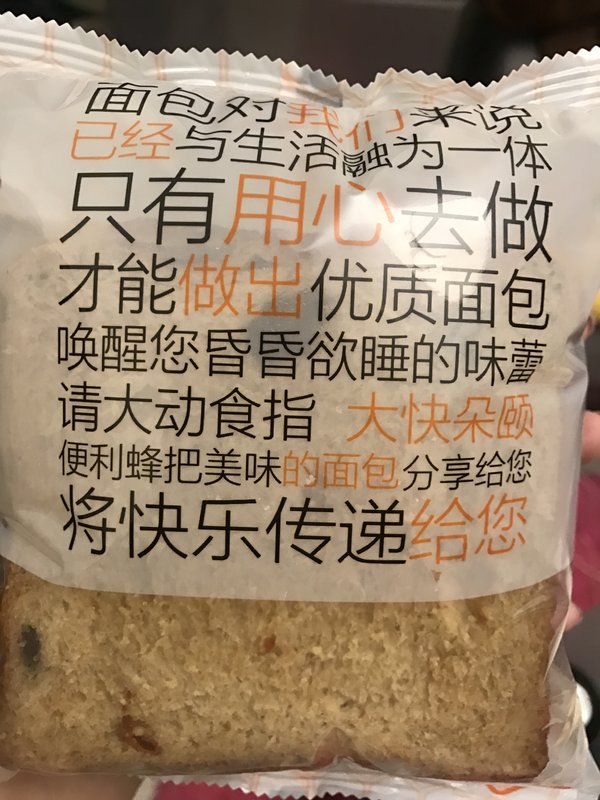 面包对我们来说
已经与生活融为一体
只有用心去做
才能做出优质面包
唤醒您昏昏欲睡的味蕾
请大动食指 大快朵颐
便利蜂把美味的面包分享给您
将快乐传递给您